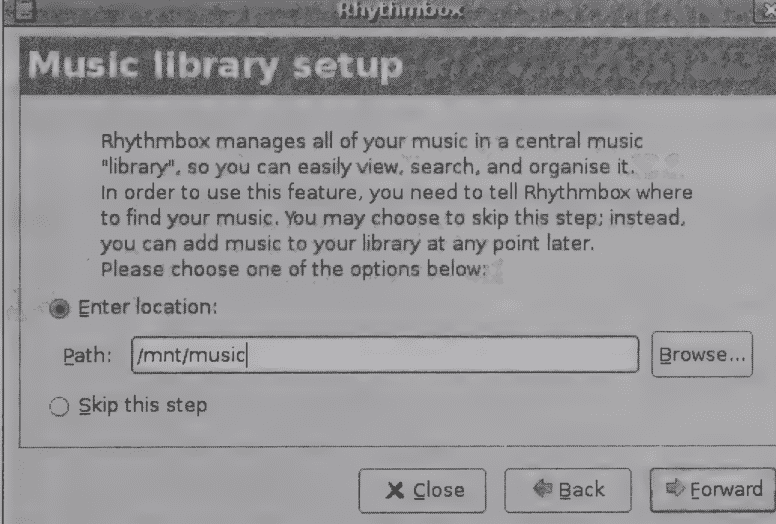 Rhythmbox
Music library setup
Rhythmbox manages all of your music in a central music
"library", so you can easily view, search, and organise it.
In order to use this feature, you need to tell Rhythmbox where
to find your music. You may choose to skip this step; instead,
you can add music to your library at any point later.
Please choose one of the options below:
Enter location:
Path: /mnt/music Browse...
Skip this step
Close Back Forward